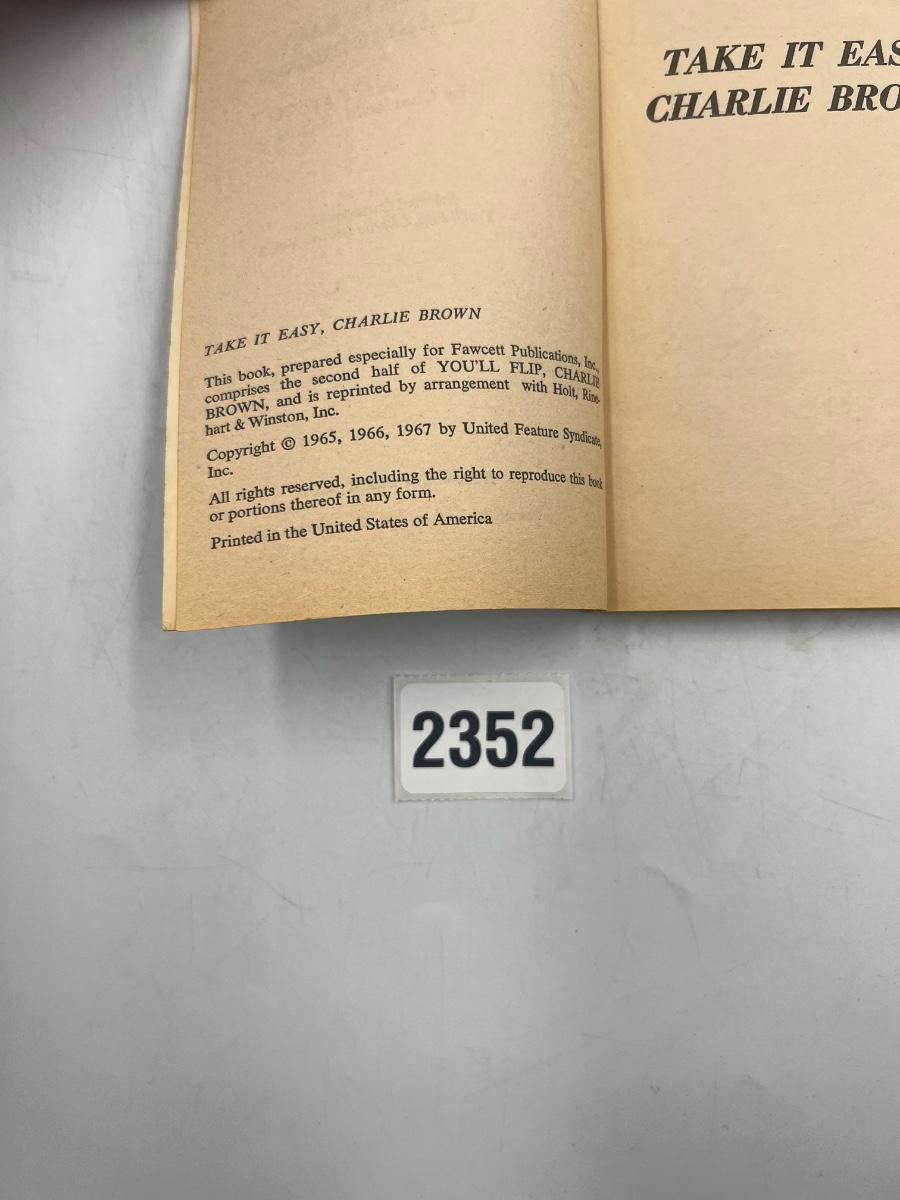 TAKE IT EAS
CHARLIE BRO
TAKE IT EASY, CHARLIE BROWN
This book, prepared especially for Fawcett Publications, Inc.,
comprises the second half of YOU'LL FLIP, CHARLIE
BROWN, and is reprinted by arrangement with Holt, Rine-
hart & Winston, Inc.
Copyright © 1965, 1966, 1967 by United Feature Syndicate,
Inc.
All rights reserved, including the right to reproduce this book
or portions thereof in any form.
Printed in the United States of America
2352